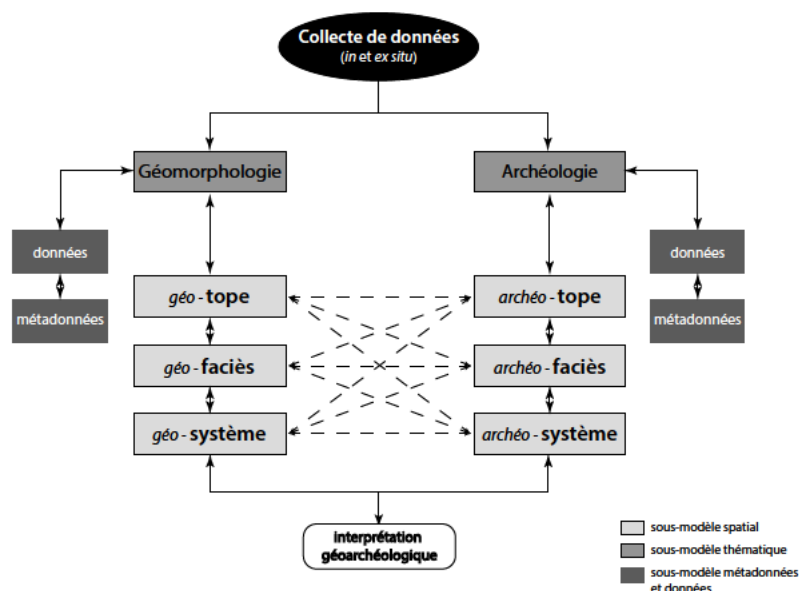 Collecte de données
(in et ex situ)
Géomorphologie
Archéologie
données
données
métadonnées
métadonnées
géo - tope
archéo - tope
géo - faciès
archéo - faciès
géo - système
archéo - système
interprétation
géoarchéologique
sous-modèle spatial
sous-modèle thématique
sous-modèle métadonnées
et données